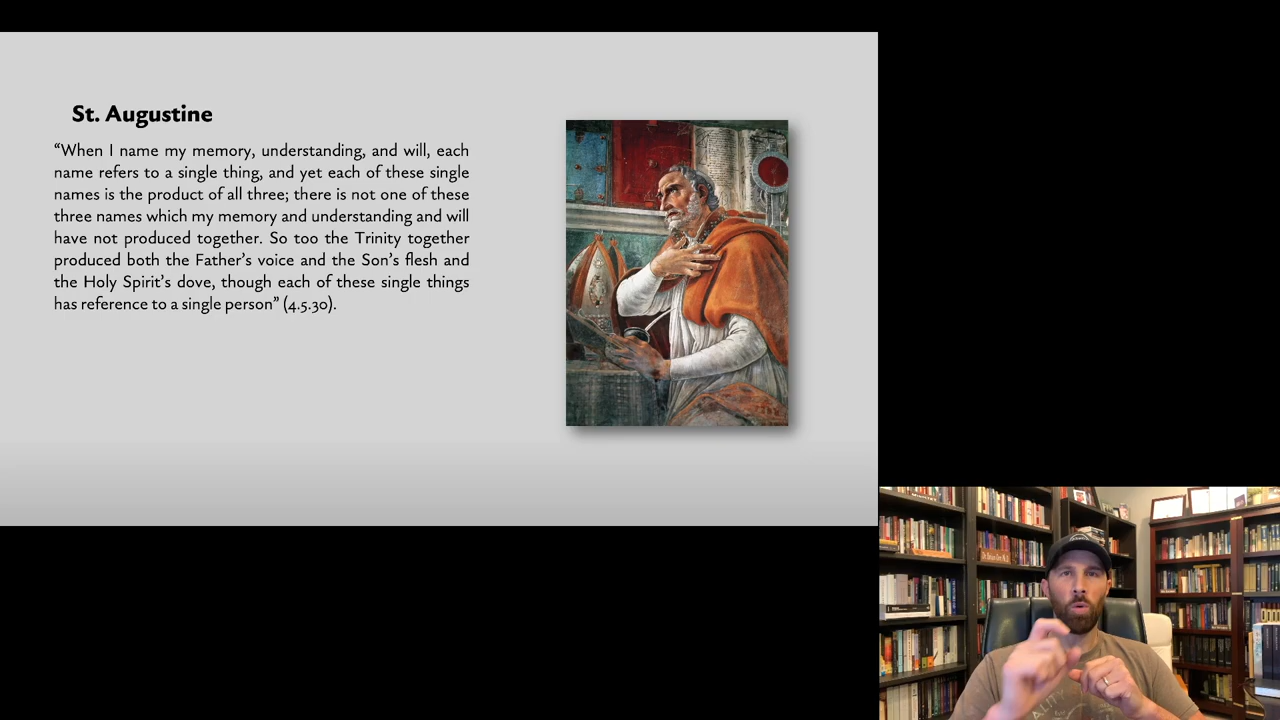 St. Augustine
“When I name my memory, understanding, and will, each
name refers to a single thing, and yet each of these single
names is the product of all three; there is not one of these
three names which my memory and understanding and will
have not produced together. So too the Trinity together
produced both the Father’s voice and the Son’s flesh and
the Holy Spirit’s dove, though each of these single things
has reference to a single person” (4.5.30).